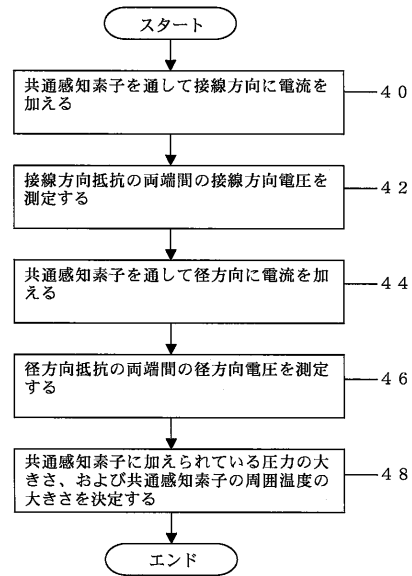 スタート
共通感知素子を通して接線方向に電流を
加える
40
接線方向抵抗の両端間の接線方向電圧を
測定する
42
共通感知素子を通して径方向に電流を加
える
44
径方向抵抗の両端間の径方向電圧を測定
する
46
共通感知素子に加えられている圧力の大
きさ、および共通感知素子の周囲温度の
大きさを決定する
48
エンド